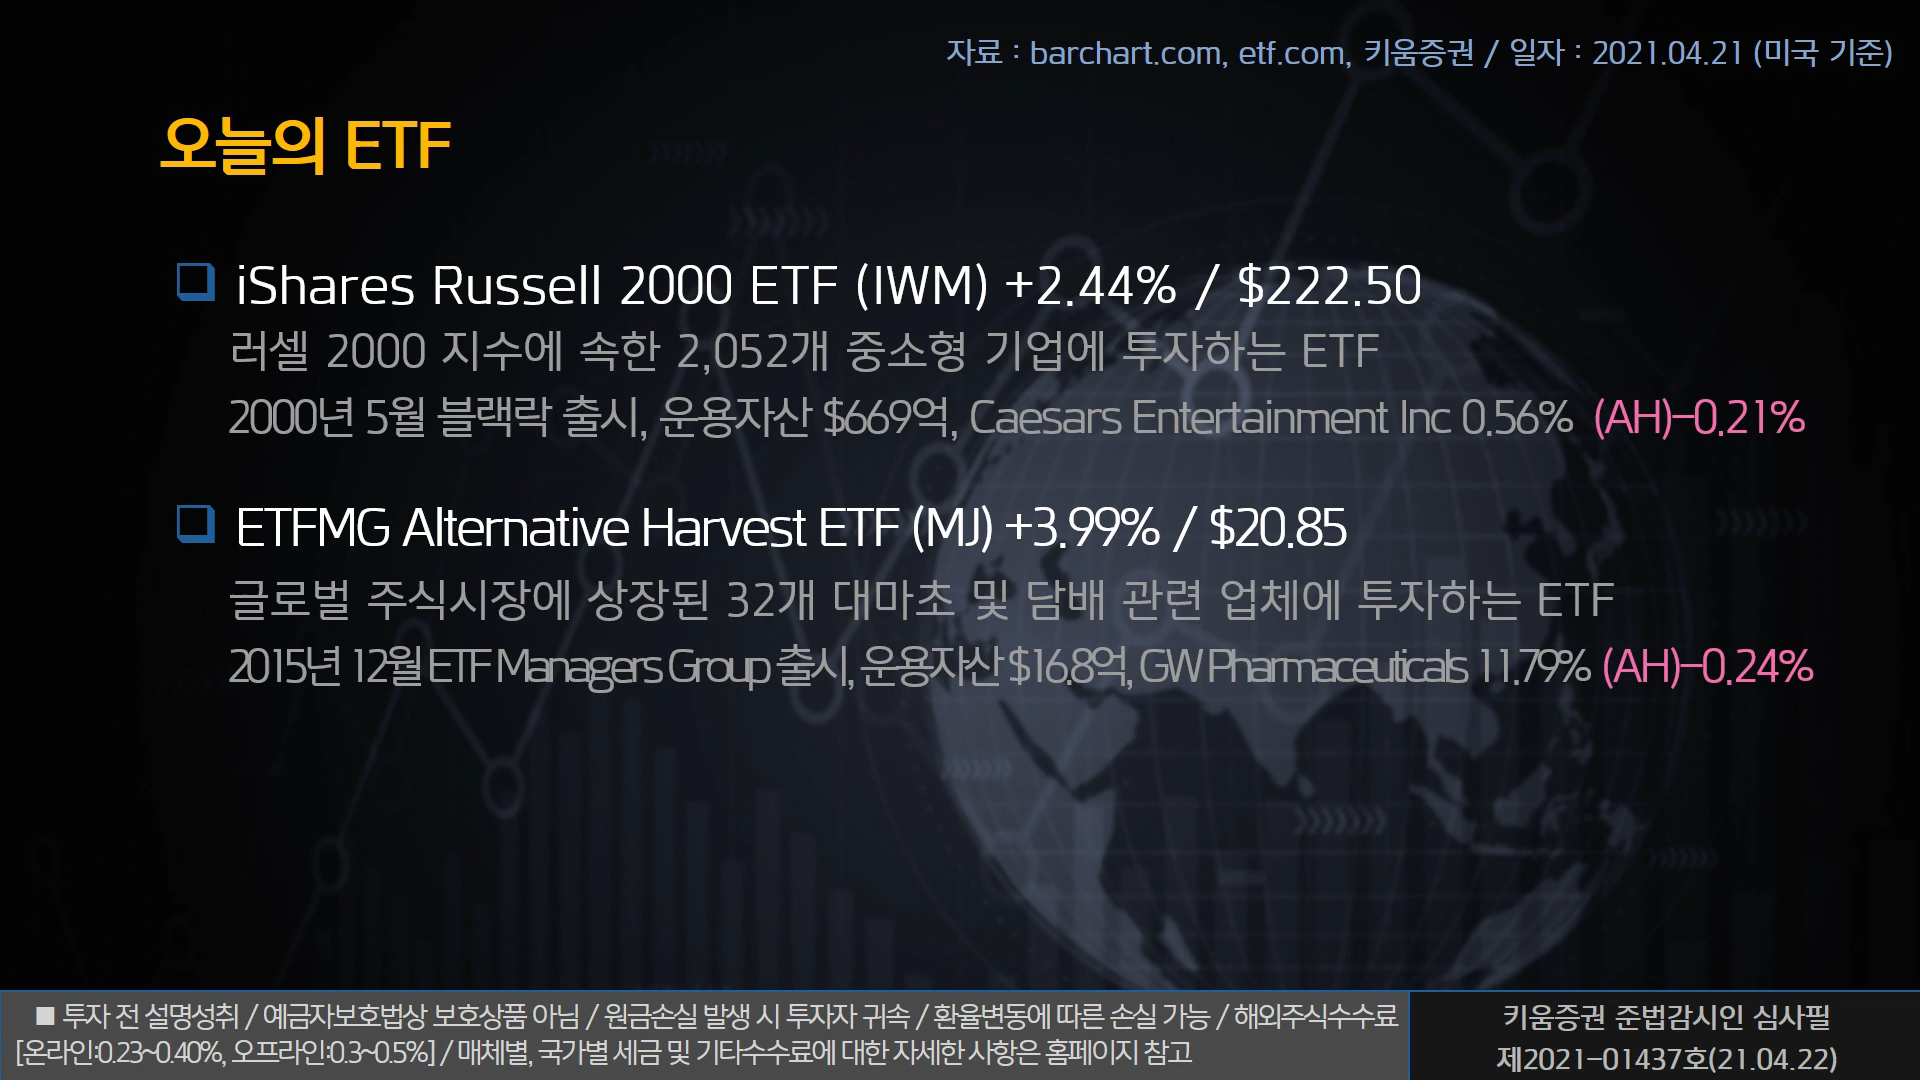 자료 : barchart.com, etf.com, 키움증권 / 일자 : 2021.04.21 (미국 기준)
오늘의 ETF
❑ iShares Russell 2000 ETF (IWM) +2.44% / $222.50
러셀 2000 지수에 속한 2,052개 중소형 기업에 투자하는 ETF
2000년 5월 블랙락 출시, 운용자산 $669억, Caesars Entertainment Inc 0.56% (AH)-0.21%
❑ ETFMG Alternative Harvest ETF (MJ) +3.99% / $20.85
글로벌 주식시장에 상장된 32개 대마초 및 담배 관련 업체에 투자하는 ETF
2015년 12월 ETF Managers Group 출시, 운용자산 $16.8억, GW Pharmaceuticals 11.79% (AH)-0.24%
■ 투자 전 설명성취 / 예금자보호법상 보호상품 아님 / 원금손실 발생 시 투자자 귀속 / 환율변동에 따른 손실 가능 / 해외주식수수료
[온라인:0.23~0.40%, 오프라인:0.3~0.5%] / 매체별, 국가별 세금 및 기타수수료에 대한 자세한 사항은 홈페이지 참고
키움증권 준법감시인 심사필
제2021-01437호(21.04.22)